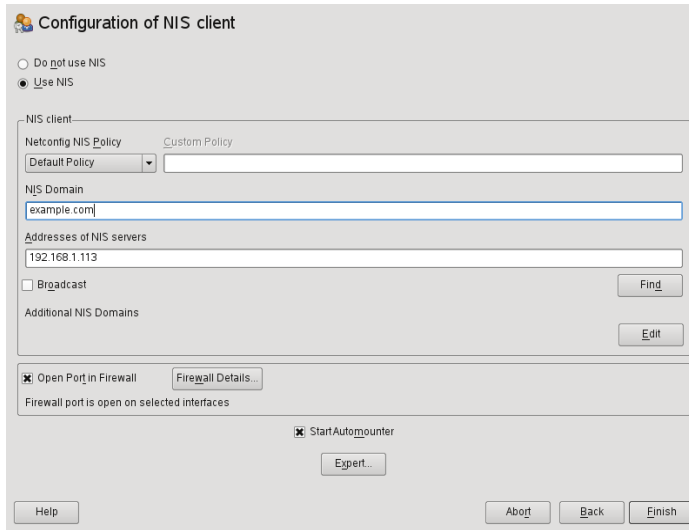 Configuration of NIS client
Do not use NIS
Use NIS
NIS client
Netconfig NIS Policy Custom Policy
Default Policy
NIS Domain
example.com
Addresses of NIS servers
192.168.1.113
Broadcast Find
Additional NIS Domains
Edit
Open Port in Firewall Firewall Details...
Firewall port is open on selected interfaces
Start Automounter
Expert...
Help Abort Back Finish